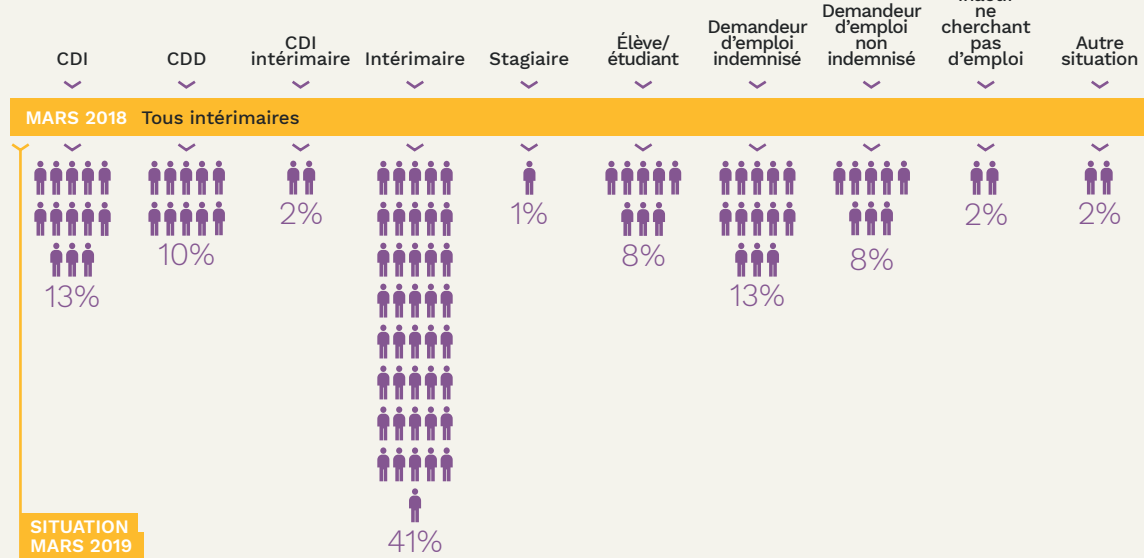 CDI
CDD
CDI
intérimaire
Intérimaire
Stagiaire
Élève/
étudiant
Demandeur
d'emploi
indemnisé
Demandeur
d'emploi
non
indemnisé
ne
cherchant
pas
d'emploi
Autre
situation
MARS 2018 Tous intérimaires
13%
10%
2%
41%
1%
8%
13%
8%
2%
2%
SITUATION
MARS 2019